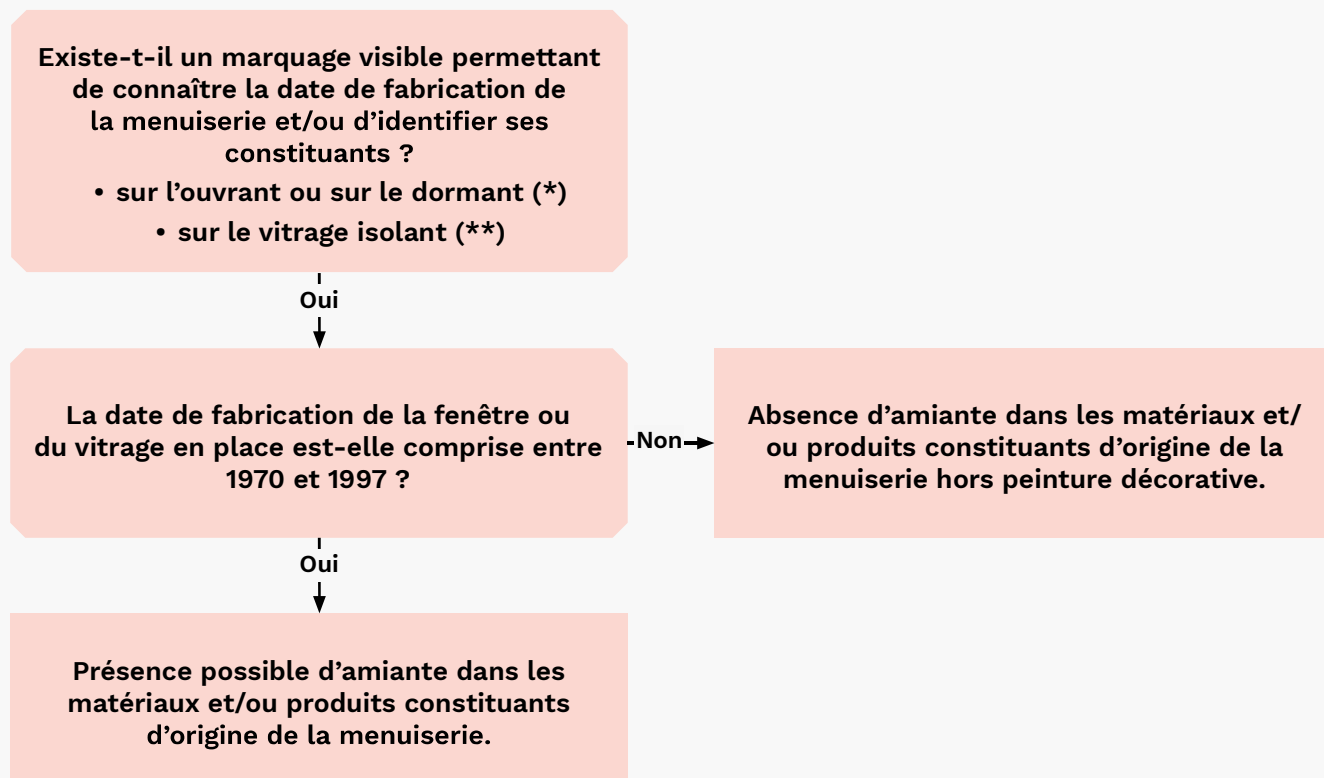 Existe-t-il un marquage visible permettant
de connaître la date de fabrication de
la menuiserie et/ou d’identifier ses
constituants ?
• sur l’ouvrant ou sur le dormant (*)
• sur le vitrage isolant (**)
Oui
La date de fabrication de la fenêtre ou
du vitrage en place est-elle comprise entre
1970 et 1997 ?
Non
Absence d’amiante dans les matériaux et/
ou produits constituants d’origine de la
menuiserie hors peinture décorative.
Oui
Présence possible d’amiante dans les
matériaux et/ou produits constituants
d’origine de la menuiserie.